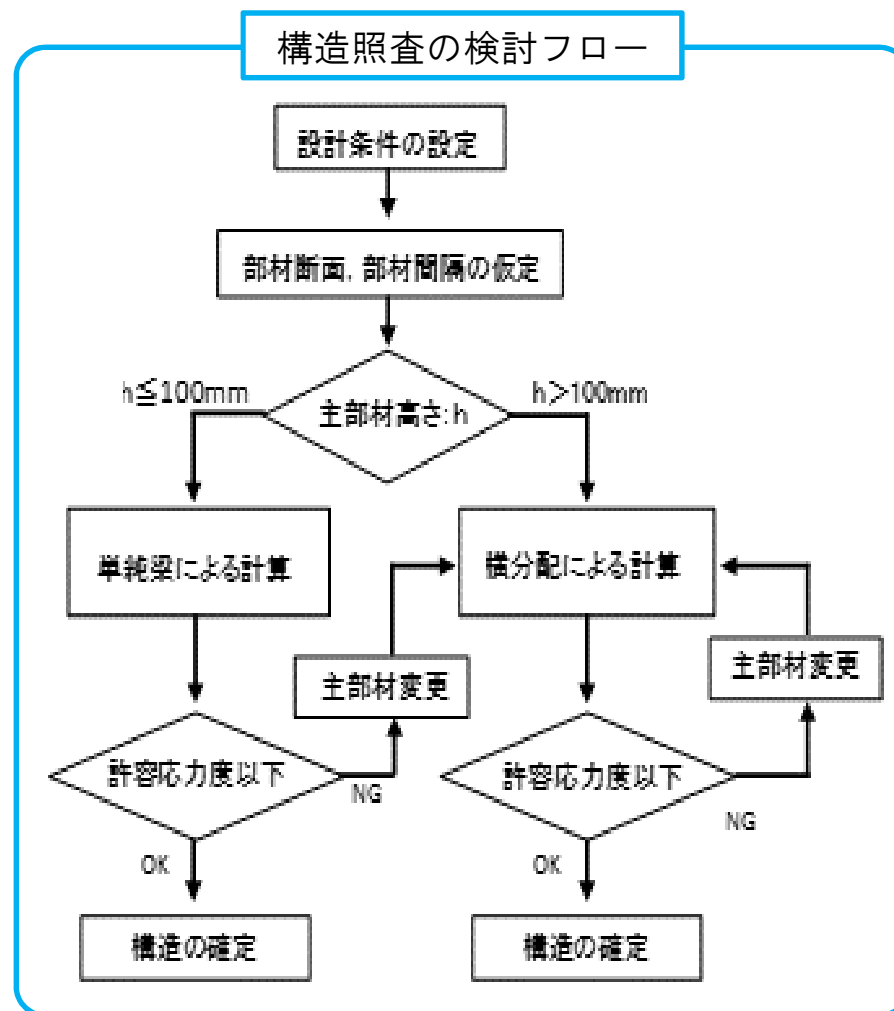 構造照査の検討フロー
設計条件の設定
部材断面,部材間隔の仮定
h≦100mm
主部材高さ:h
h>100mm
単純梁による計算
横分配による計算
主部材変更
主部材変更
許容応力度以下
NG
許容応力度以下
NG
OK
OK
構造の確定
構造の確定